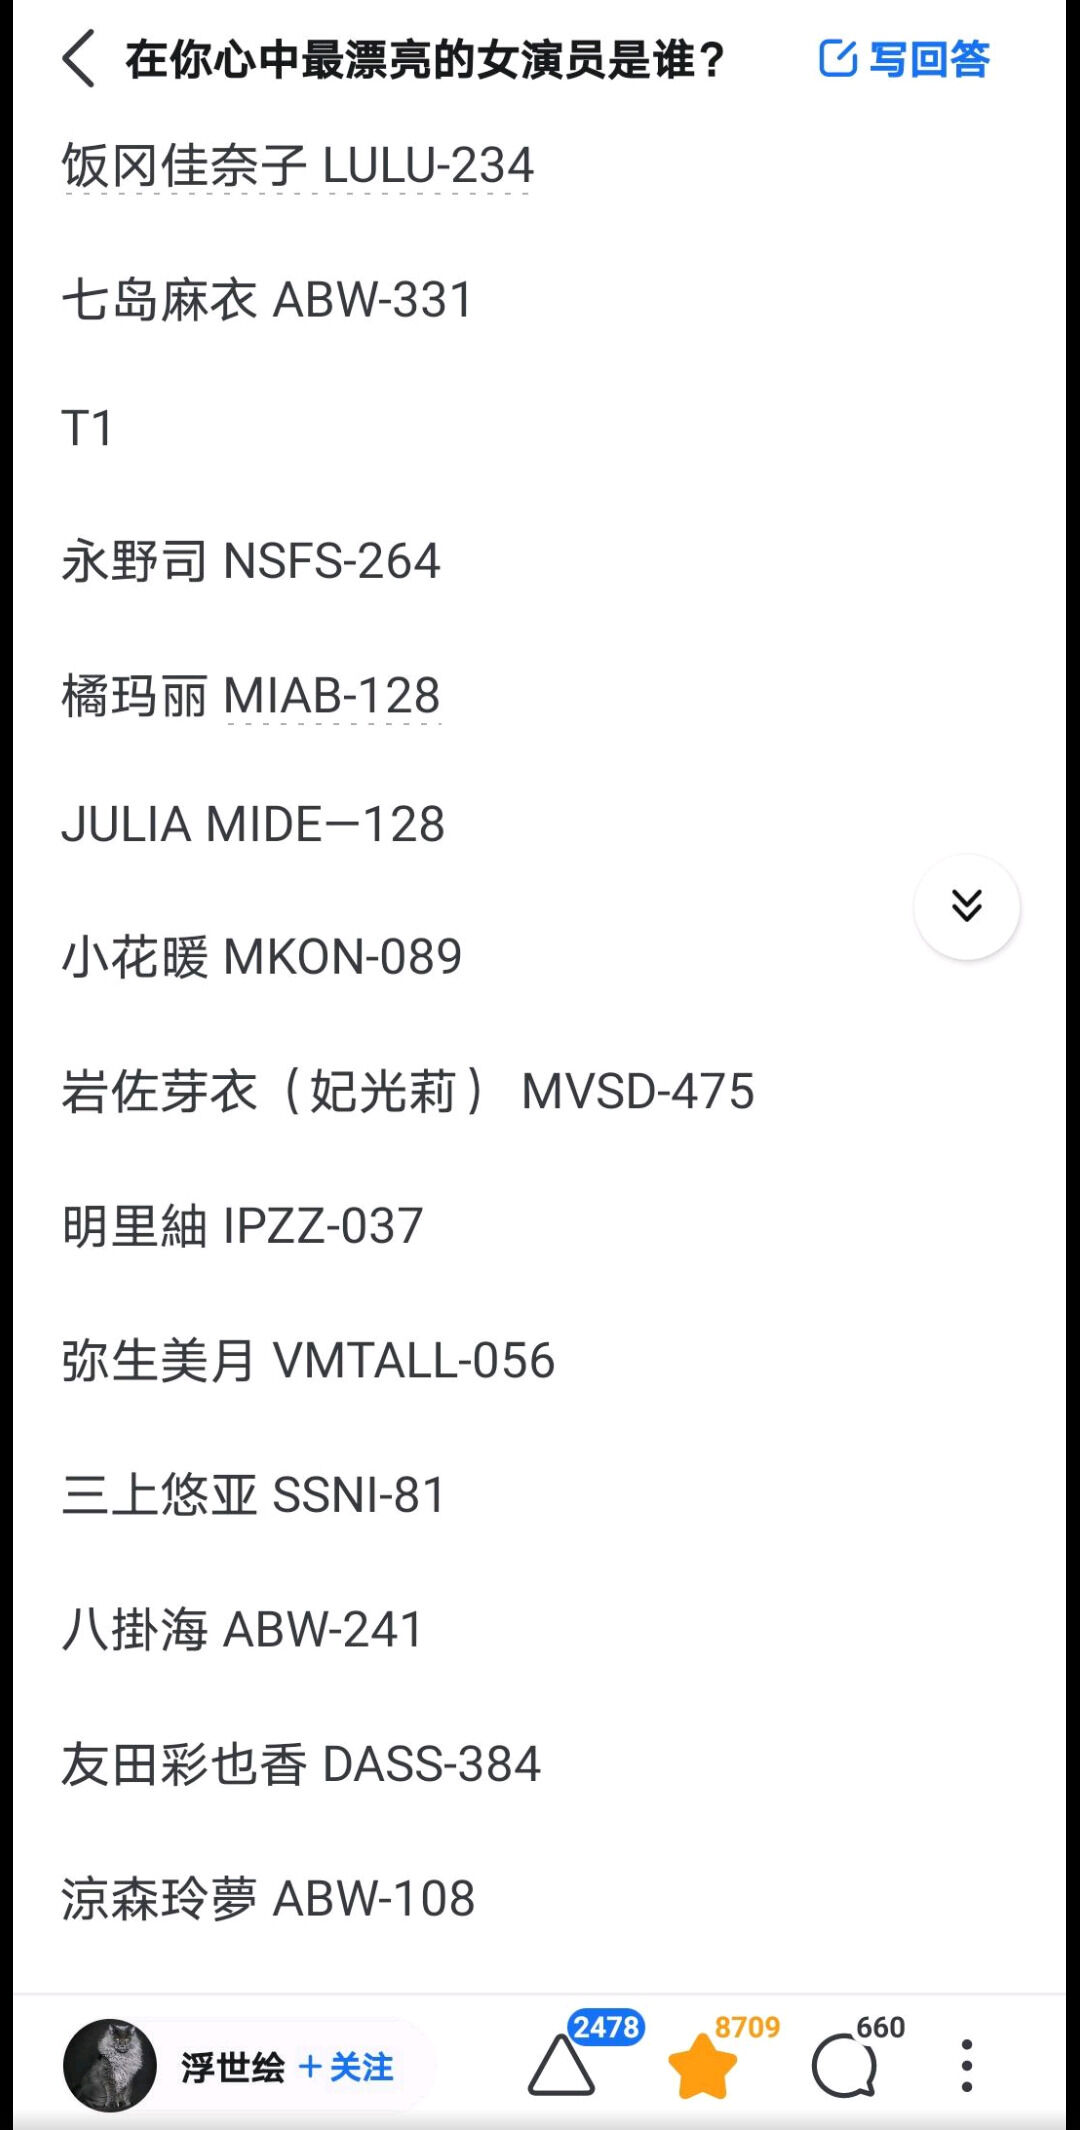 在你心中最漂亮的女演员是谁？
写回答
饭冈佳奈子 LULU-234
七岛麻衣 ABW-331
T1
永野司 NSFS-264
橘玛丽 MIAB-128
JULIA MIDE—128
小花暖 MKON-089
岩佐芽衣（妃光莉） MVSD-475
明里紬 IPZZ-037
弥生美月 VMTALL-056
三上悠亚 SSNI-81
八掛海 ABW-241
友田彩也香 DASS-384
涼森玲夢 ABW-108
浮世绘
+关注
2478
8709
660